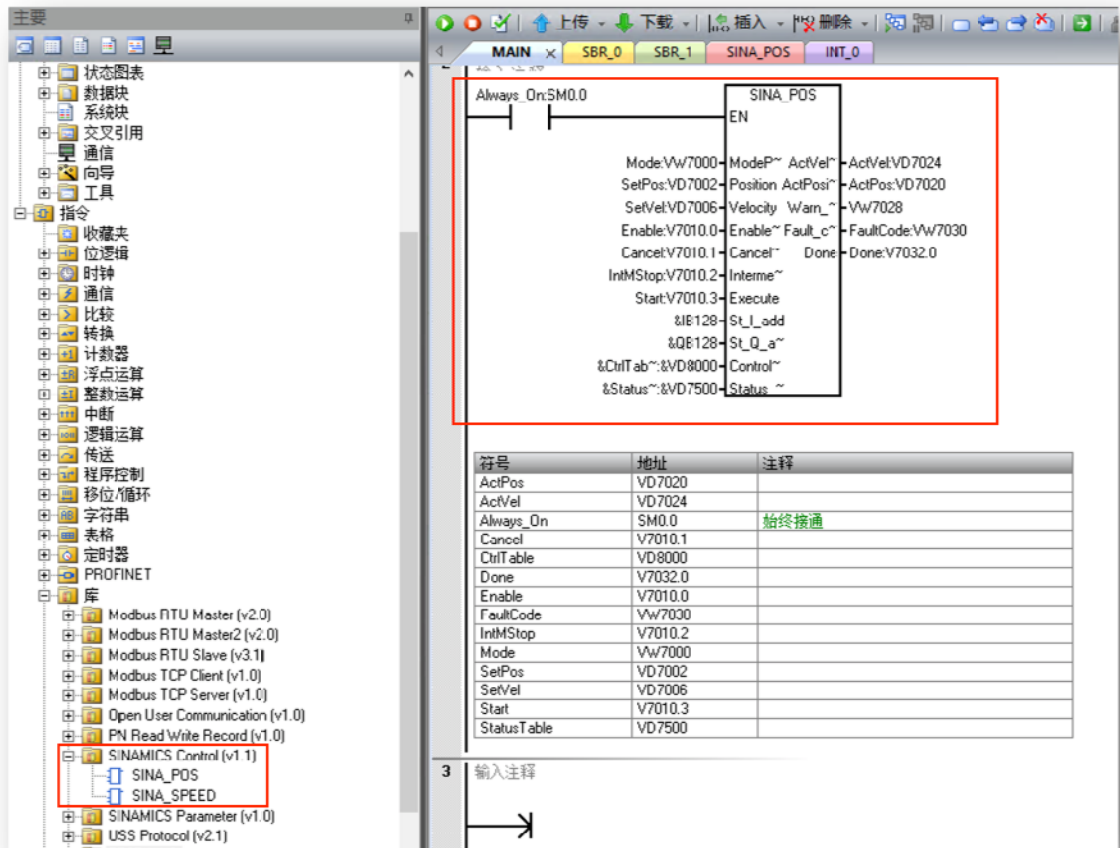 主要
状态图表
数据块
系统块
交叉引用
通信
向导
工具
指令
收藏夹
位逻辑
时钟
通信
比较
转换
计数器
浮点运算
整数运算
中断
逻辑运算
传送
程序控制
移位/循环
字符串
表格
定时器
PROFINET
库
Modbus RTU Master (v2.0)
Modbus RTU Master2 (v2.0)
Modbus RTU Slave (v3.1)
Modbus TCP Client (v1.0)
Modbus TCP Server (v1.0)
Open User Communication (v1.0)
PN Read Write Record (v1.0)
SINAMICS Control (v1.1)
SINA_POS
SINA_SPEED
SINAMICS Parameter (v1.0)
USS Protocol (v2.1)
上传 下载 插入 删除
MAIN SBR_0 SBR_1 SINA_POS INT_0
Always_On:SM0.0 SINA_POS
EN
Mode:VW7000 ModeP~ ActVel~ ActVel:VD7024
SetPos:VD7002 Position ActPosi~ ActPos:VD7020
SetVel:VD7006 Velocity Warn_~ VW7028
Enable:V7010.0 Enable~ Fault_c~ FaultCode:VW7030
Cancel:V7010.1 Cancel~ Done Done:V7032.0
IntMStop:V7010.2 Interme~
Start:V7010.3 Execute
&IB128 St_I_add
&QB128 St_Q_a~
&CtrlTab~:&VD8000 Control~
&Status~:&VD7500 Status_~
符号 地址 注释
ActPos VD7020
ActVel VD7024
Always_On SM0.0 始终接通
Cancel V7010.1
CtrlTable VD8000
Done V7032.0
Enable V7010.0
FaultCode VW7030
IntMStop V7010.2
Mode VW7000
SetPos VD7002
SetVel VD7006
Start V7010.3
StatusTable VD7500
3 输入注释